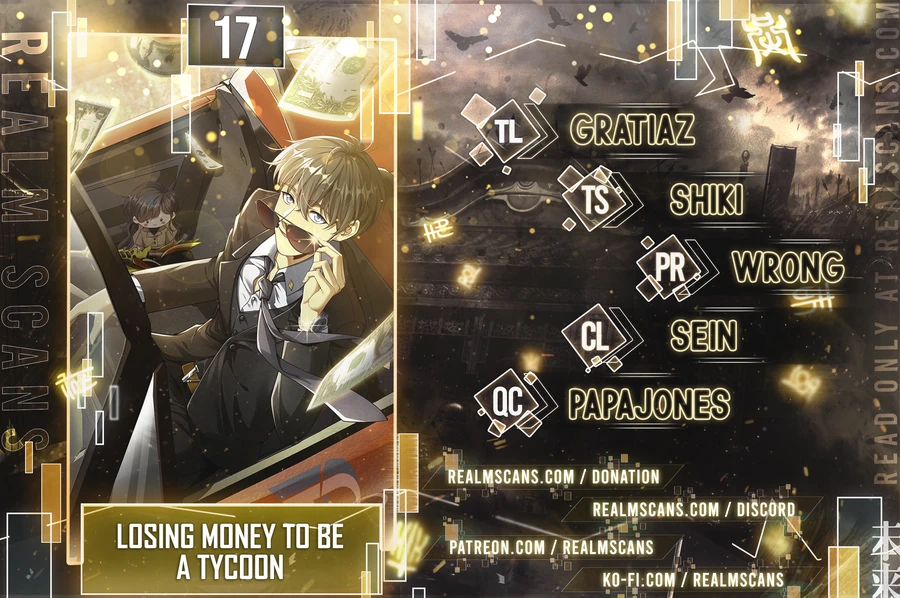 REALM SCANS
17
LOSING MONEY TO BE
A TYCOON
TL GRATIAZ
TS SHIKI
PR WRONG
CL SEIN
QC PAPAJONES
REALMSCANS.COM / DONATION
REALMSCANS.COM / DISCORD
PATREON.COM / REALMSCANS
KO-FI.COM / REALMSCANS
READ ONLY AT REALMSCANS.COM